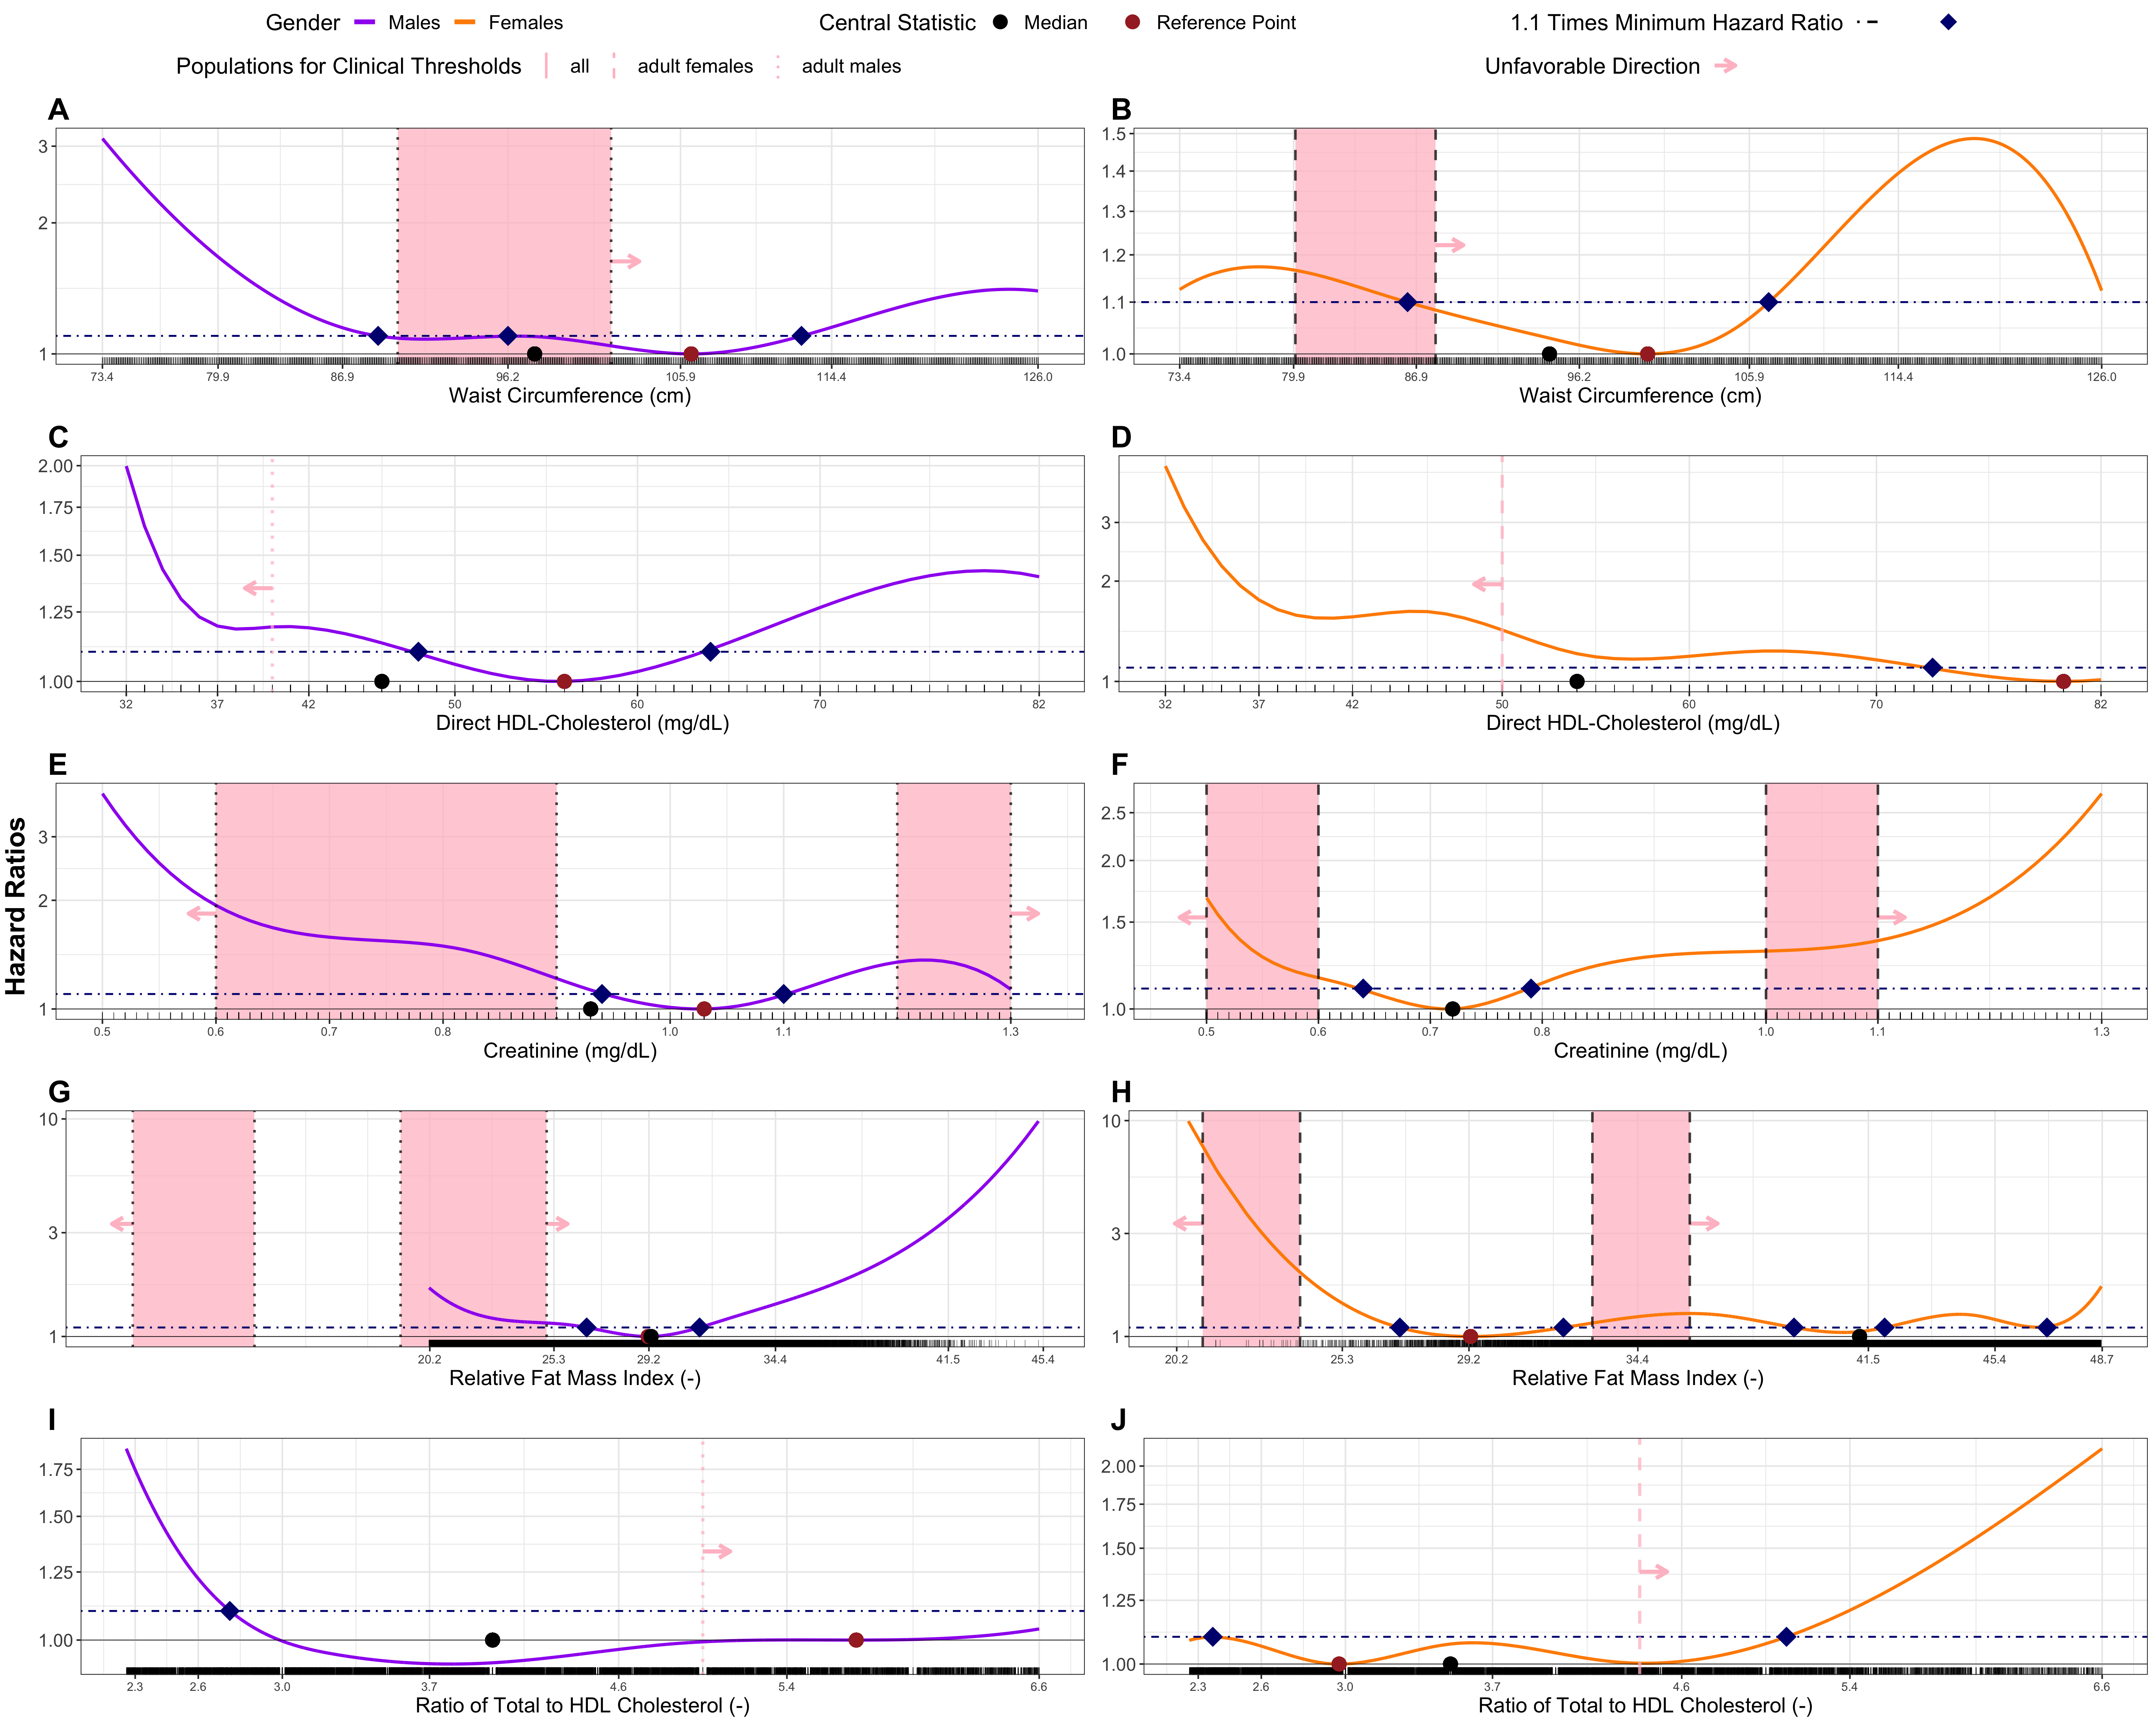 Gender Males Females Central Statistic Median Reference Point 1.1 Times Minimum Hazard Ratio
Populations for Clinical Thresholds all adult females adult males Unfavorable Direction
Hazard Ratios
A
3
2
1
73.4 79.9 86.9 96.2 105.9 114.4 126.0
Waist Circumference (cm)
B
1.5
1.4
1.3
1.2
1.1
1.0
73.4 79.9 86.9 96.2 105.9 114.4 126.0
Waist Circumference (cm)
C
2.00
1.75
1.50
1.25
1.00
32 37 42 50 60 70 82
Direct HDL-Cholesterol (mg/dL)
D
3
2
1
32 37 42 50 60 70 82
Direct HDL-Cholesterol (mg/dL)
E
3
2
1
0.5 0.6 0.7 0.8 1.0 1.1 1.3
Creatinine (mg/dL)
F
2.5
2.0
1.5
1.0
0.5 0.6 0.7 0.8 1.0 1.1 1.3
Creatinine (mg/dL)
G
10
3
1
20.2 25.3 29.2 34.4 41.5 45.4
Relative Fat Mass Index (-)
H
10
3
1
20.2 25.3 29.2 34.4 41.5 45.4 48.7
Relative Fat Mass Index (-)
I
1.75
1.50
1.25
1.00
2.3 2.6 3.0 3.7 4.6 5.4 6.6
Ratio of Total to HDL Cholesterol (-)
J
2.00
1.75
1.50
1.25
1.00
2.3 2.6 3.0 3.7 4.6 5.4 6.6
Ratio of Total to HDL Cholesterol (-)